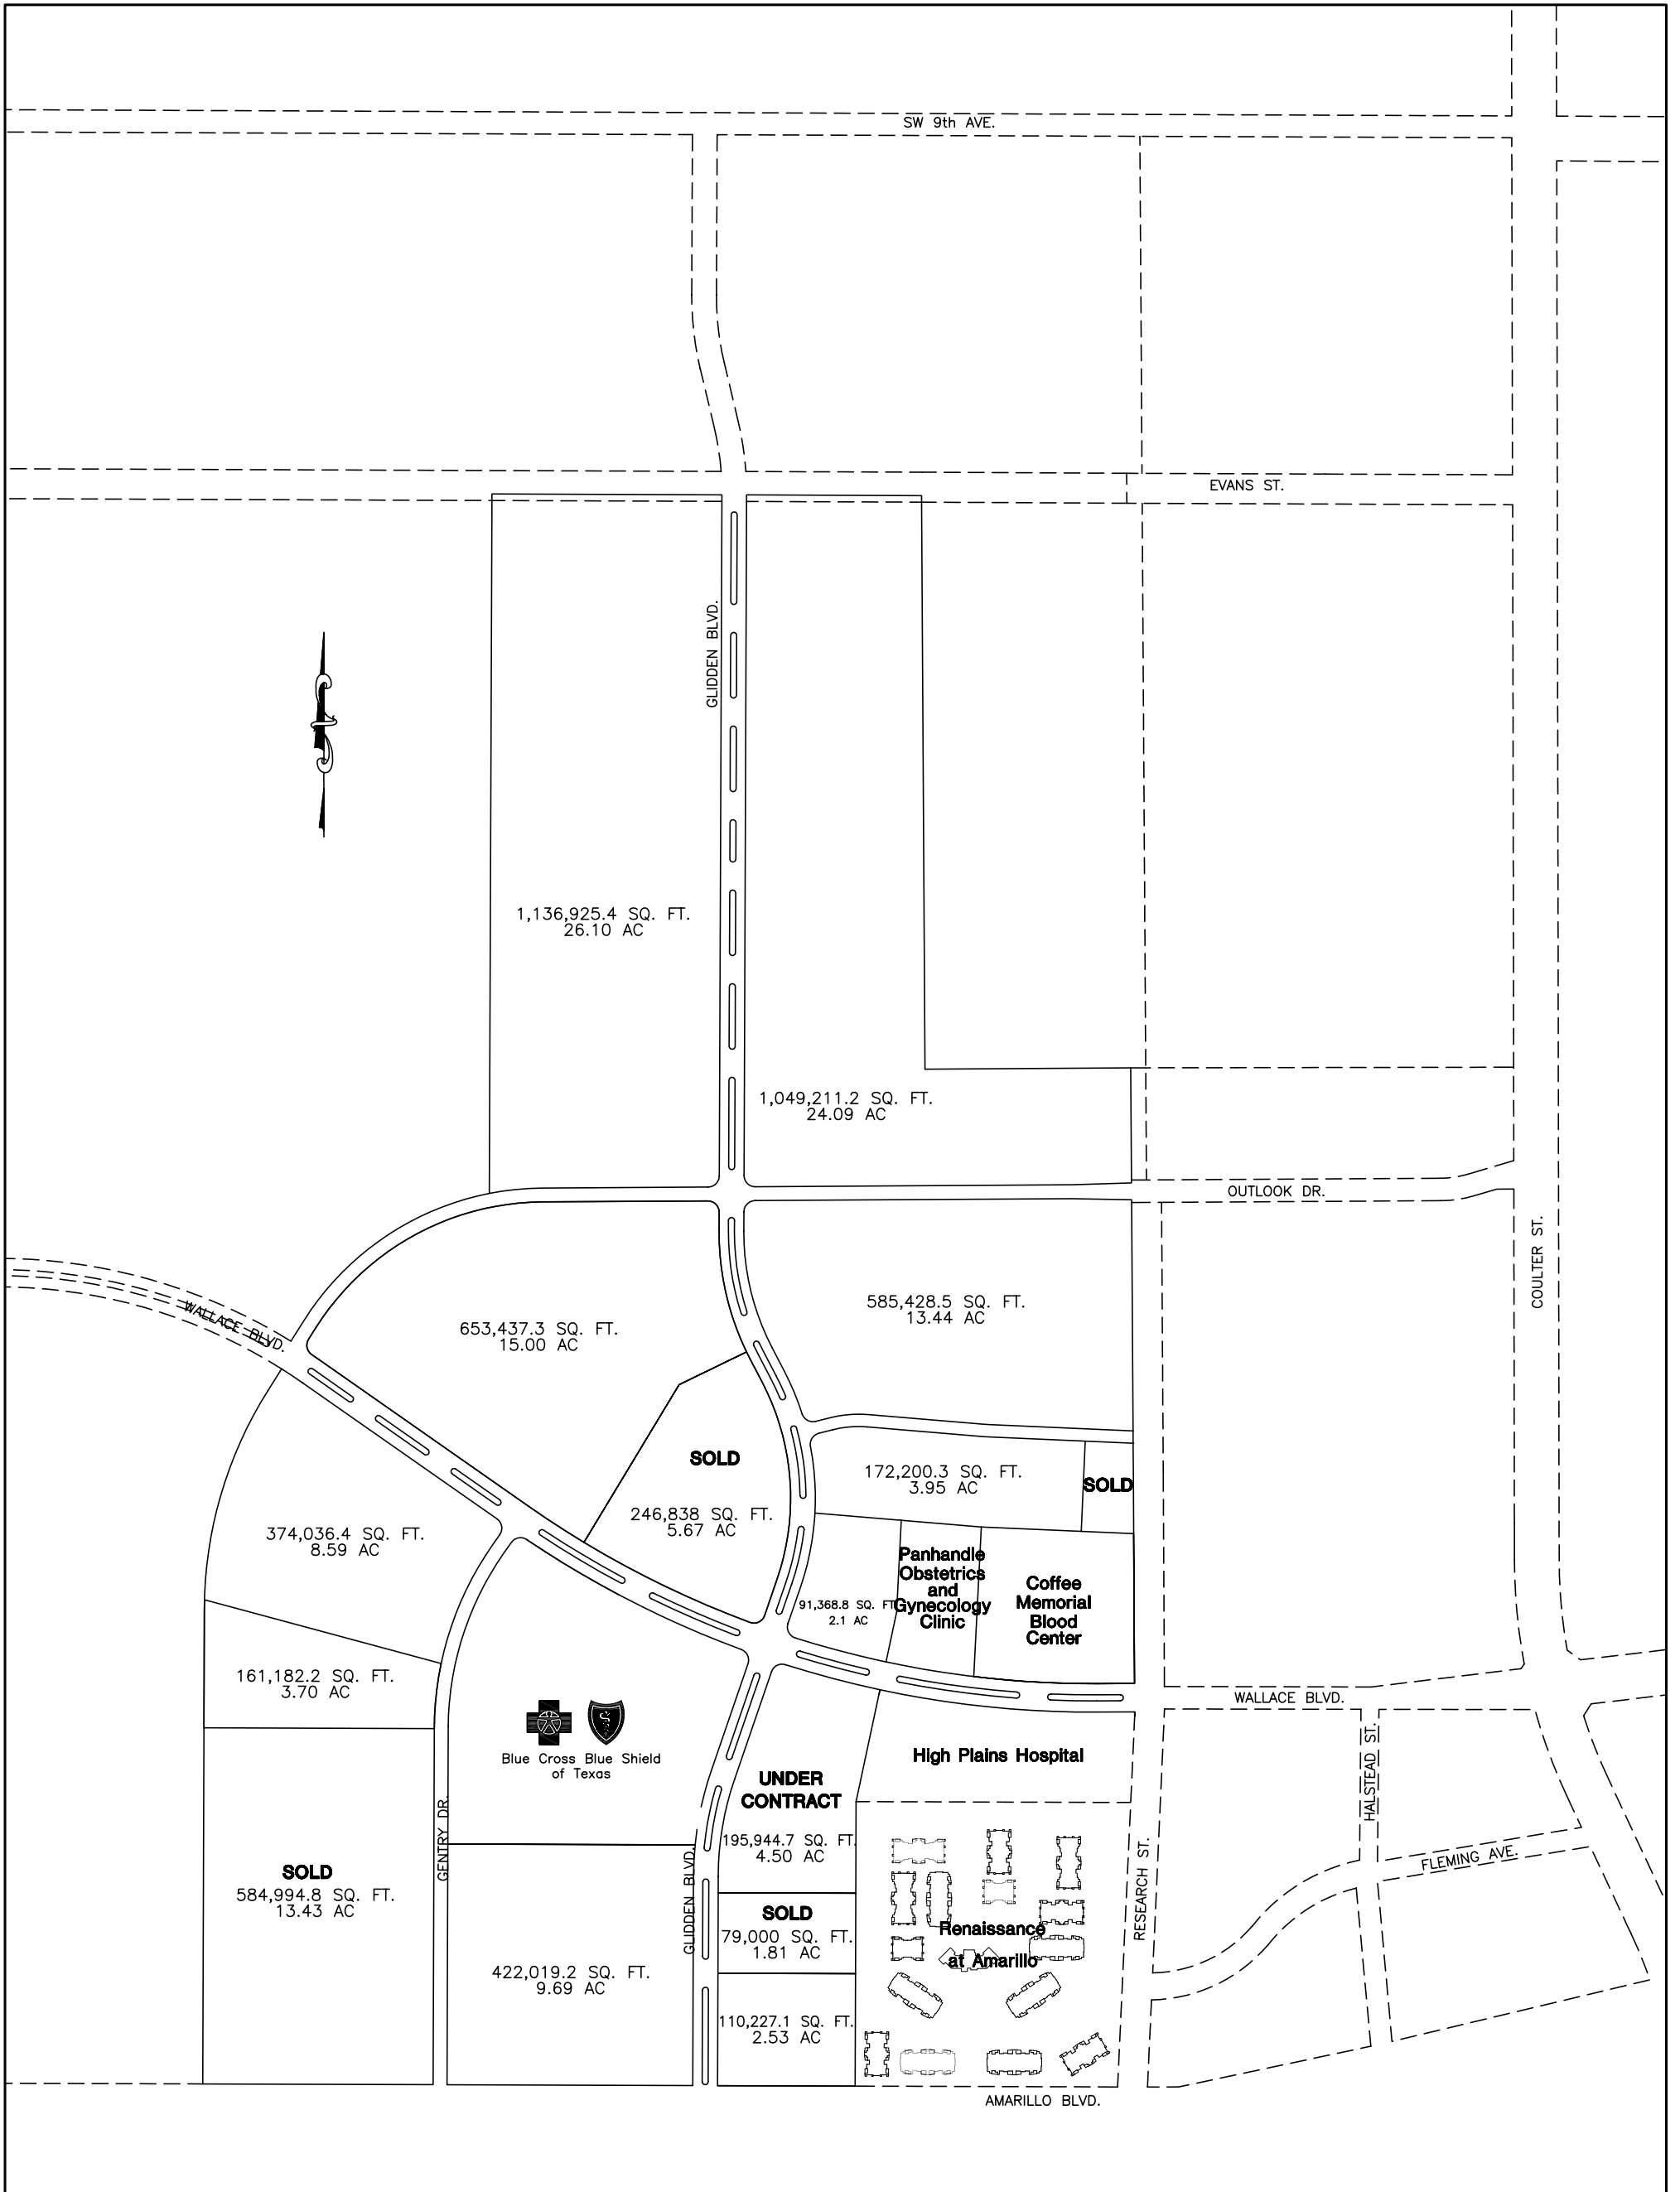 SW 9th AVE.
EVANS ST.
GLIDDEN BLVD.
1,136,925.4 SQ. FT.
26.10 AC
1,049,211.2 SQ. FT.
24.09 AC
OUTLOOK DR.
COULTER ST.
WALLACE BLVD.
653,437.3 SQ. FT.
15.00 AC
585,428.5 SQ. FT.
13.44 AC
SOLD
246,838 SQ. FT.
5.67 AC
172,200.3 SQ. FT.
3.95 AC
SOLD
374,036.4 SQ. FT.
8.59 AC
91,368.8 SQ. FT
2.1 AC
Panhandle
Obstetrics
and
Gynecology
Clinic
Coffee
Memorial
Blood
Center
161,182.2 SQ. FT.
3.70 AC
WALLACE BLVD.
Blue Cross Blue Shield
of Texas
High Plains Hospital
HALSTEAD ST.
UNDER
CONTRACT
195,944.7 SQ. FT.
4.50 AC
GENTRY DR.
FLEMING AVE.
SOLD
584,994.8 SQ. FT.
13.43 AC
GLIDDEN BLVD.
SOLD
79,000 SQ. FT.
1.81 AC
Renaissance
at Amarillo
RESEARCH ST.
422,019.2 SQ. FT.
9.69 AC
110,227.1 SQ. FT.
2.53 AC
AMARILLO BLVD.